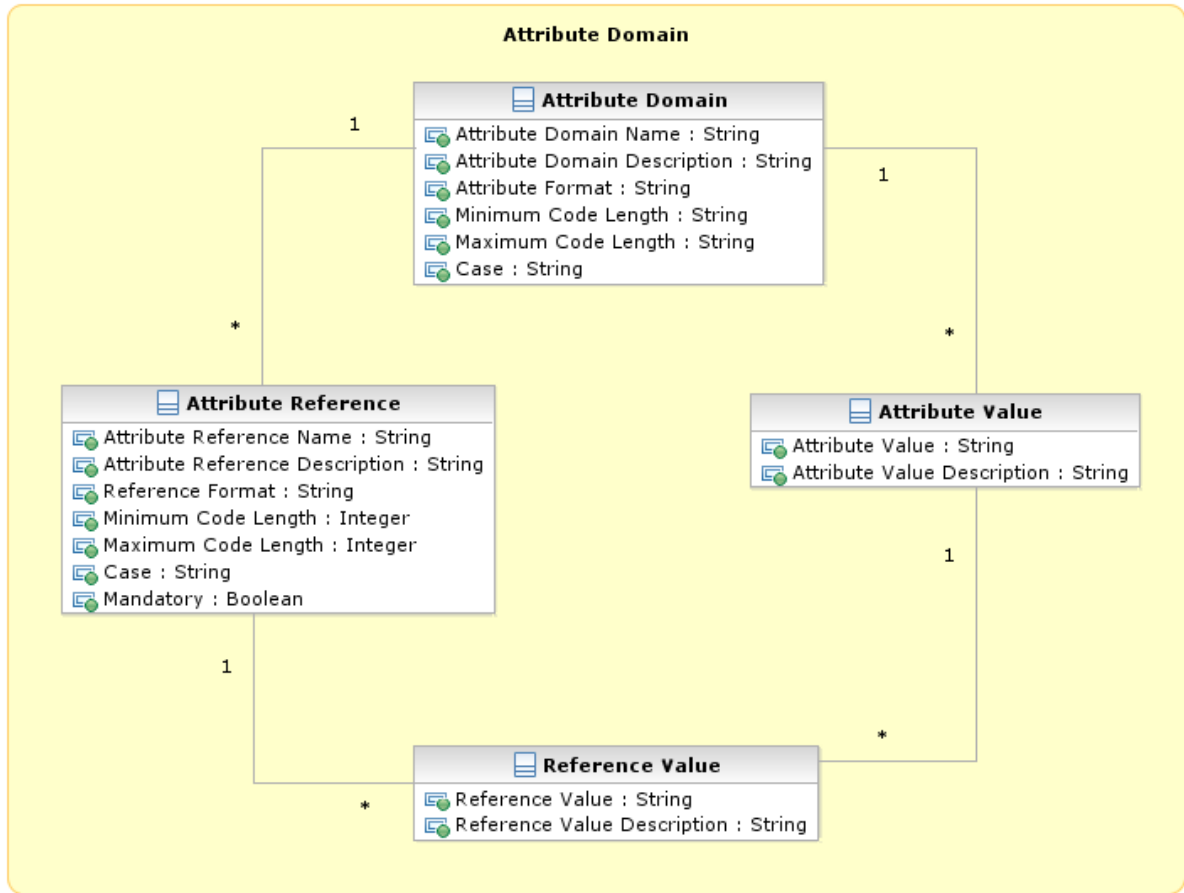 Attribute Domain
Attribute Domain
1
Attribute Domain Name : String
Attribute Domain Description : String
1
Attribute Format : String
Minimum Code Length : String
Maximum Code Length : String
Case : String
*
*
Attribute Reference
Attribute Reference Name : String
Attribute Reference Description : String
Reference Format : String
Minimum Code Length : Integer
Maximum Code Length : Integer
Case : String
Mandatory : Boolean
Attribute Value
Attribute Value : String
Attribute Value Description : String
1
1
*
Reference Value
*
Reference Value : String
Reference Value Description : String